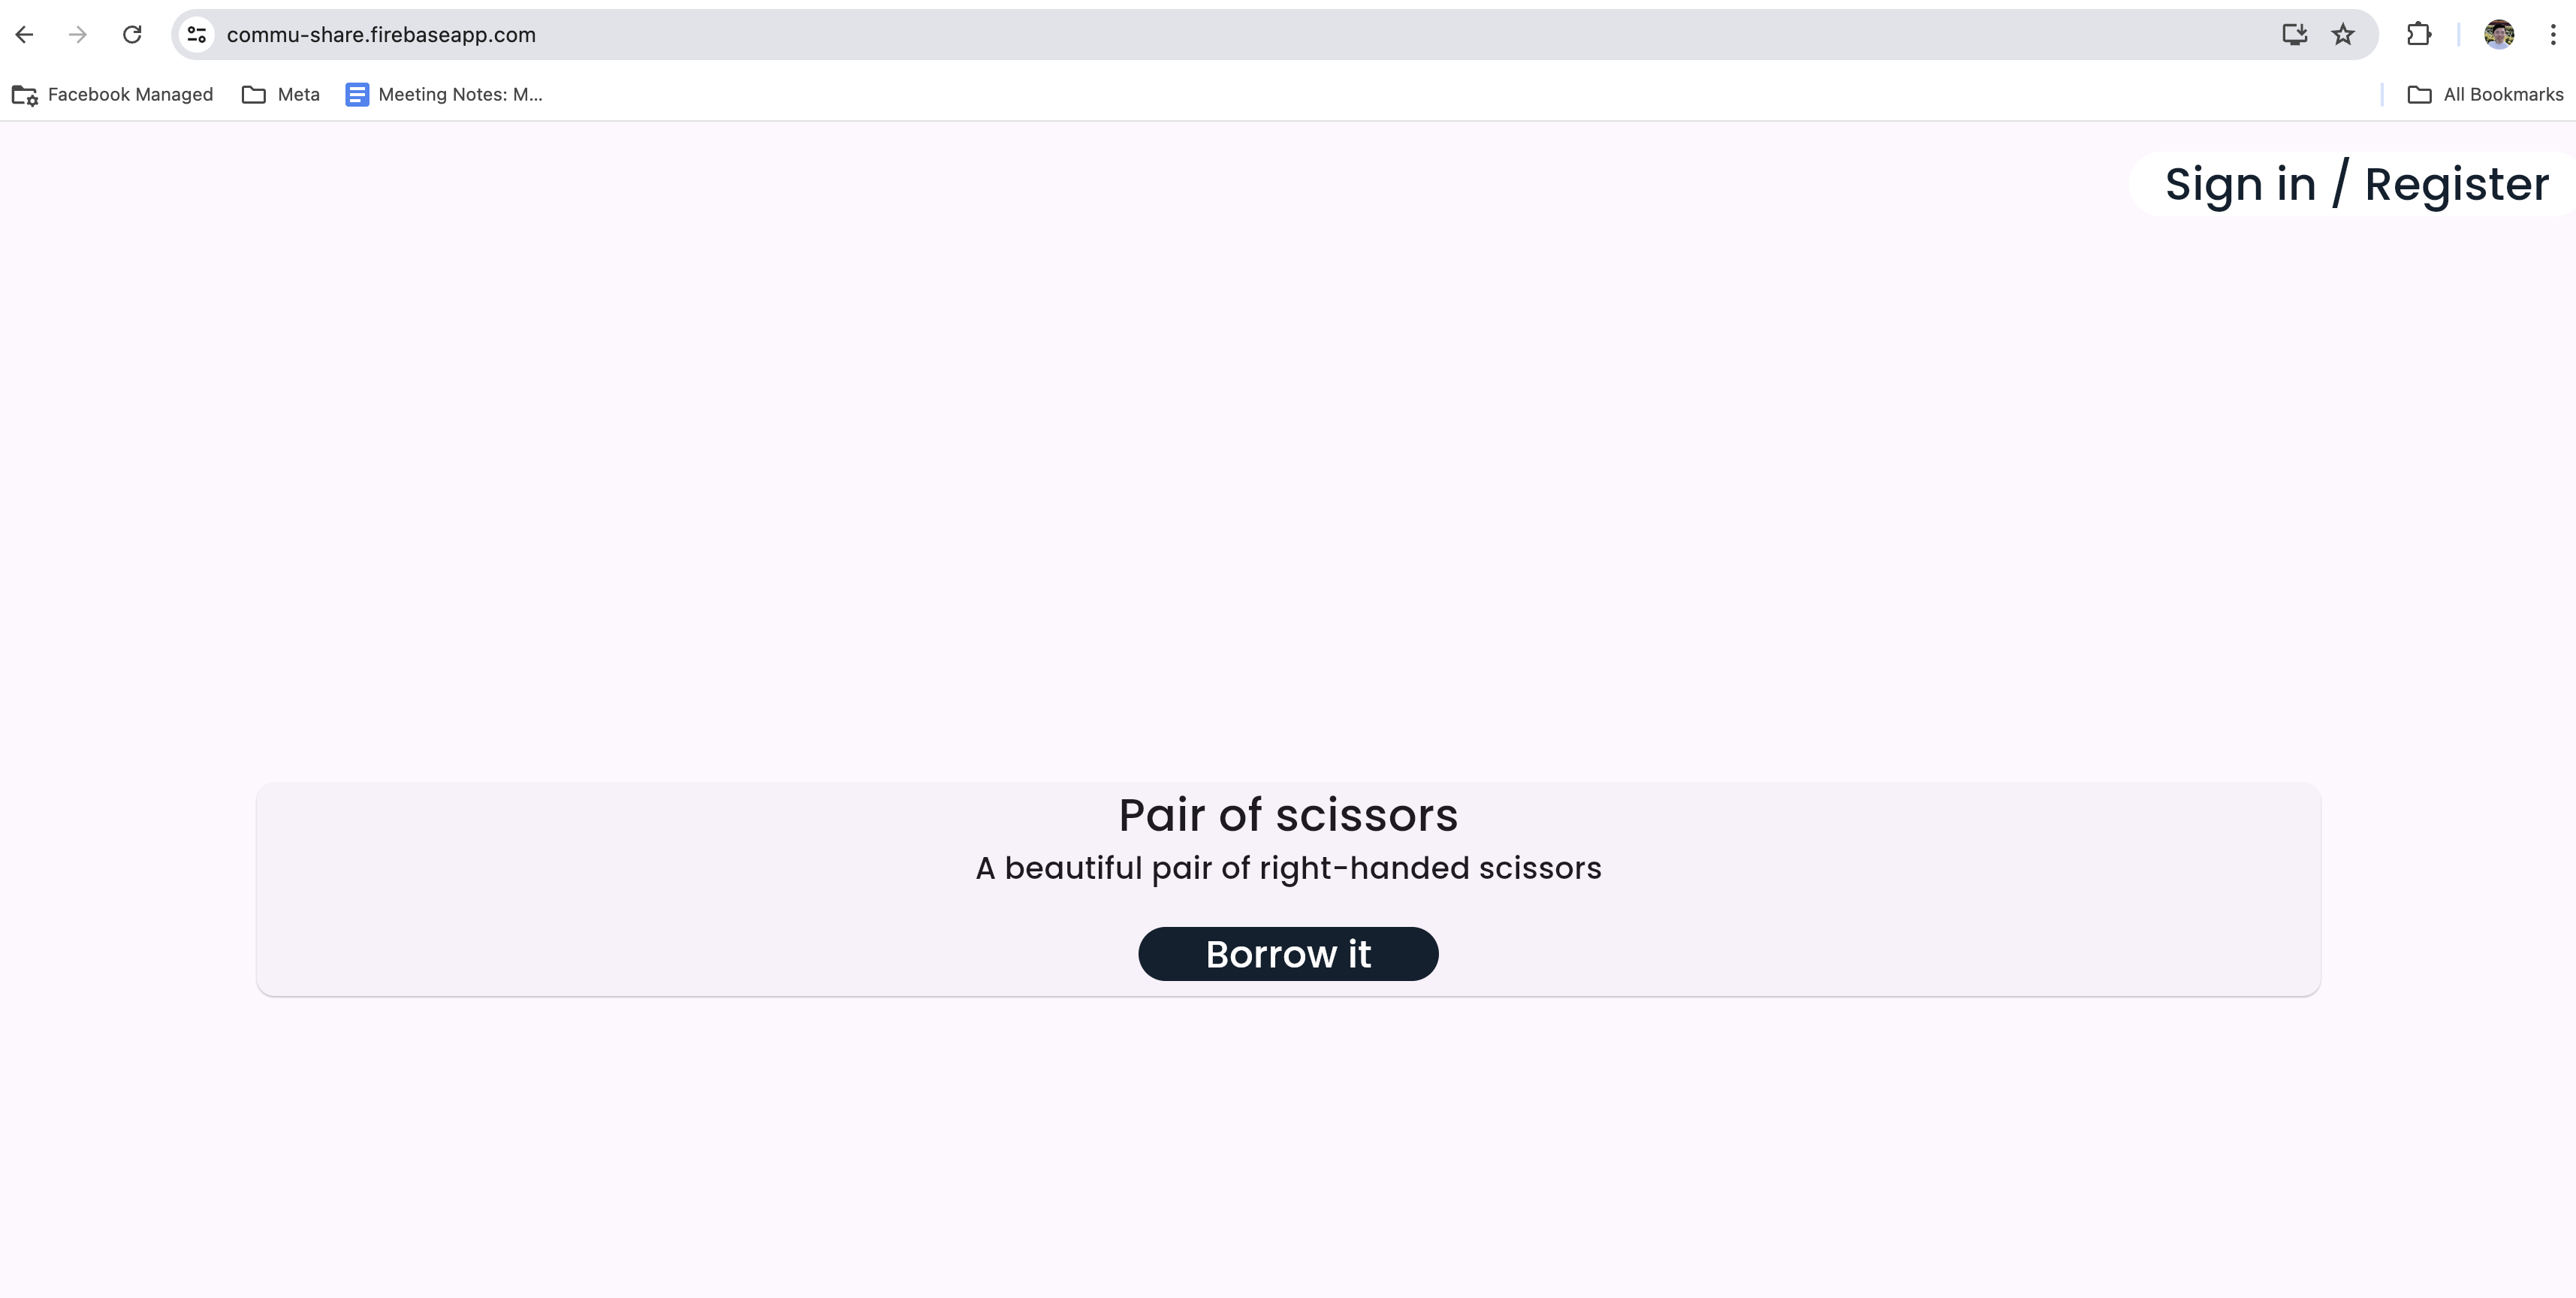 commu-share.firebaseapp.com
Facebook Managed
Meta
Meeting Notes: M...
All Bookmarks
Sign in / Register
Pair of scissors
A beautiful pair of right-handed scissors
Borrow it